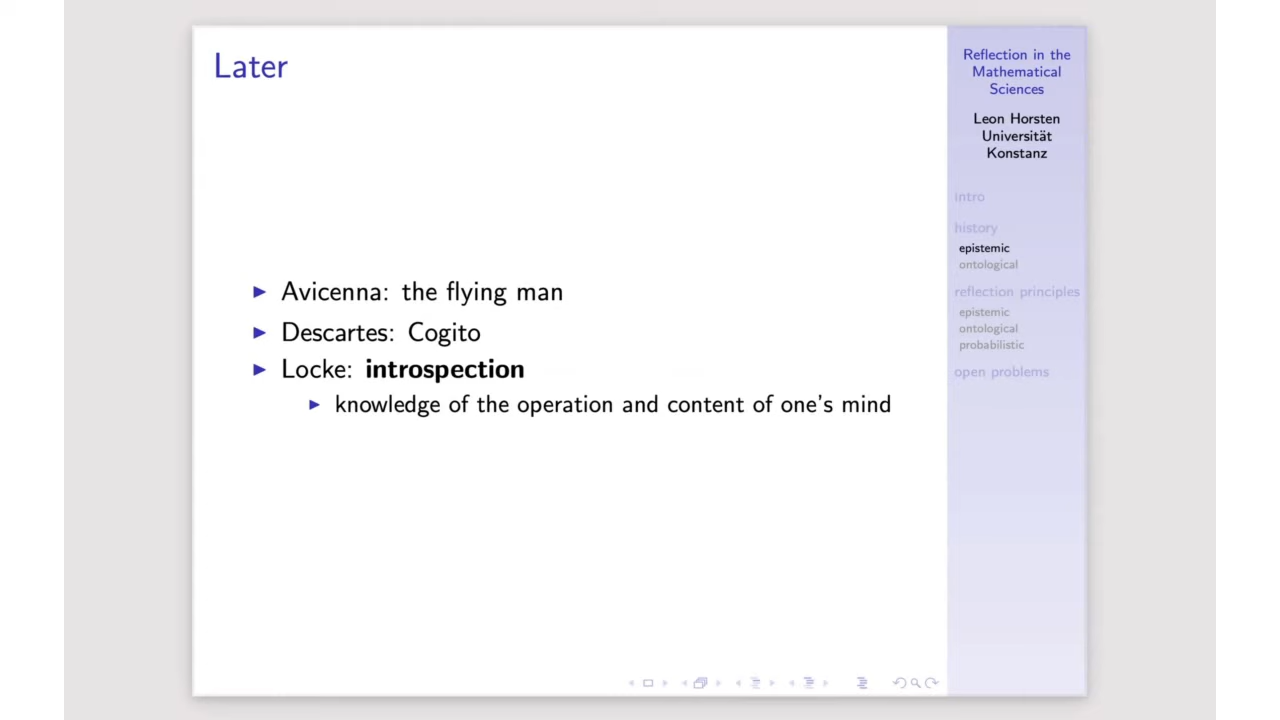 Later
Avicenna: the flying man
Descartes: Cogito
Locke: introspection
knowledge of the operation and content of one's mind
Reflection in the
Mathematical
Sciences
Leon Horsten
Universität
Konstanz
intro
history
epistemic
ontological
reflection principles
epistemic
ontological
probabilistic
open problems